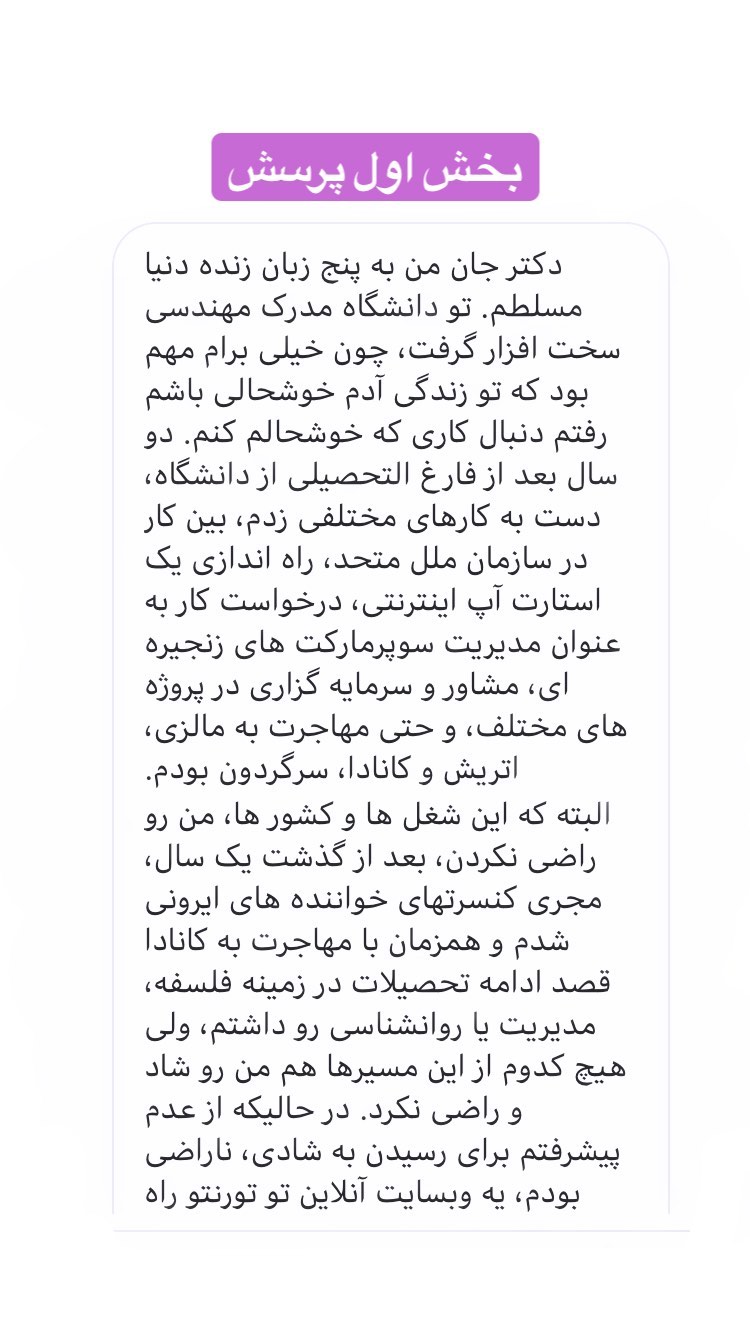 بخش اول پرسش
دکتر جان من به پنج زبان زنده دنیا
مسلطم. تو دانشگاه مدرک مهندسی
سخت افزار گرفت، چون خیلی برام مهم
بود که تو زندگی آدم خوشحالی باشم
رفتم دنبال کاری که خوشحالم کنم. دو
سال بعد از فارغ التحصیلی از دانشگاه،
دست به کارهای مختلفی زدم، بین کار
در سازمان ملل متحد، راه اندازی یک
استارت آپ اینترنتی، درخواست کار به
عنوان مدیریت سوپرمارکت های زنجیره
ای، مشاور و سرمایه گزاری در پروژه
های مختلف، و حتی مهاجرت به مالزی،
اتریش و کانادا، سرگردون بودم.
البته که این شغل ها و کشور ها، من رو
راضی نکردن، بعد از گذشت یک سال،
مجری کنسرتهای خواننده های ایرونی
شدم و همزمان با مهاجرت به کانادا
قصد ادامه تحصیلات در زمینه فلسفه،
مدیریت یا روانشناسی رو داشتم، ولی
هیچ کدوم از این مسیرها هم من رو شاد
و راضی نکرد. در حالیکه از عدم
پیشرفتم برای رسیدن به شادی، ناراضی
بودم، یه وبسایت آنلاین تو تورنتو راه